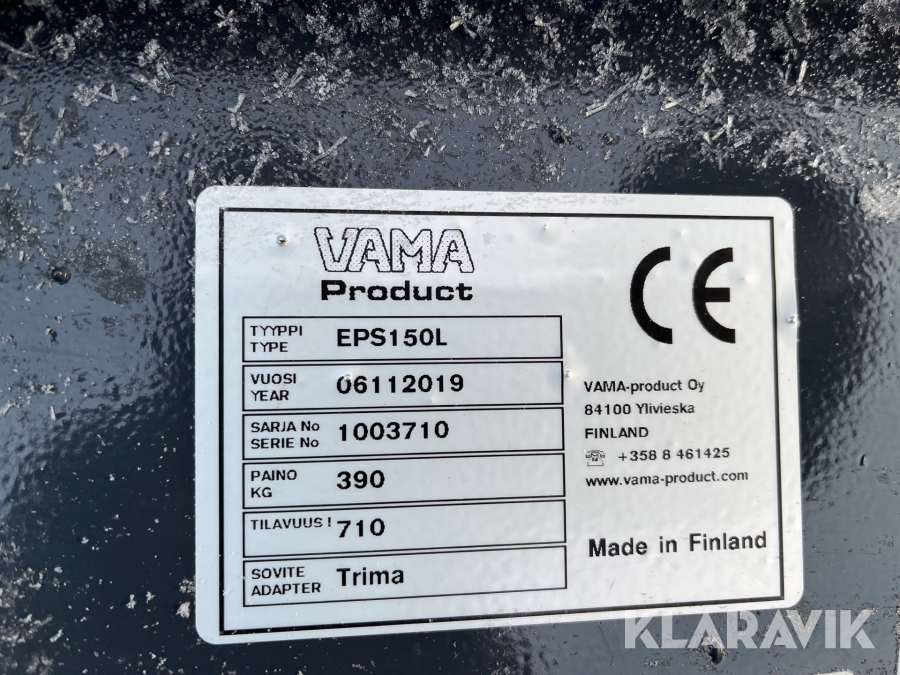 VAMA
Product
CE
TYYPPI
TYPE
EPS150L
VUOSI
YEAR
06112019
SARJA No
SERIE No
1003710
PAINO
KG
390
TILAVUUS !
710
SOVITE
ADAPTER
Trima
VAMA-product Oy
84100 Ylivieska
FINLAND
+358 8 461425
www.vama-product.com
Made in Finland
KLARAVIK